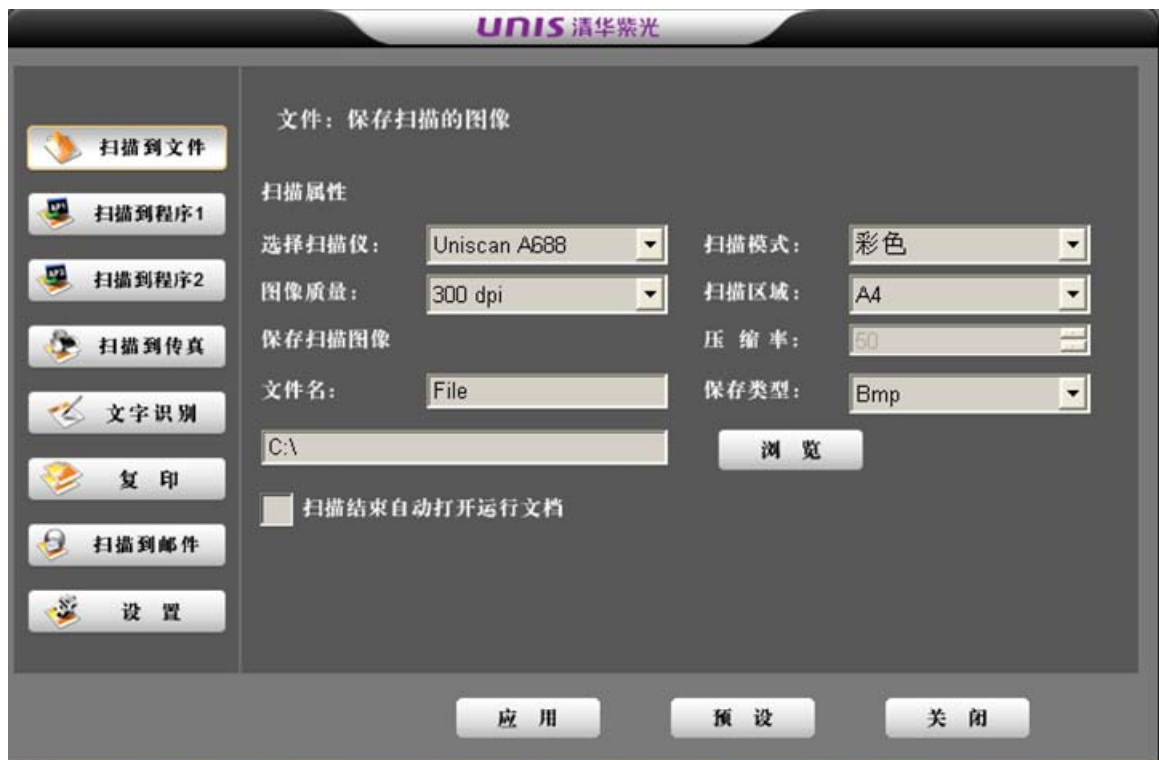 UNIS 清华紫光
扫描到文件
扫描到程序1
扫描到程序2
扫描到传真
文字识别
复 印
扫描到邮件
设 置
文件：保存扫描的图像
扫描属性
选择扫描仪： Uniscan A688 扫描模式： 彩色
图像质量： 300 dpi 扫描区域： A4
保存扫描图像 压 缩 率： 50
文件名： File 保存类型： Bmp
C:\ 浏 览
扫描结束自动打开运行文档
应 用 预 设 关 闭